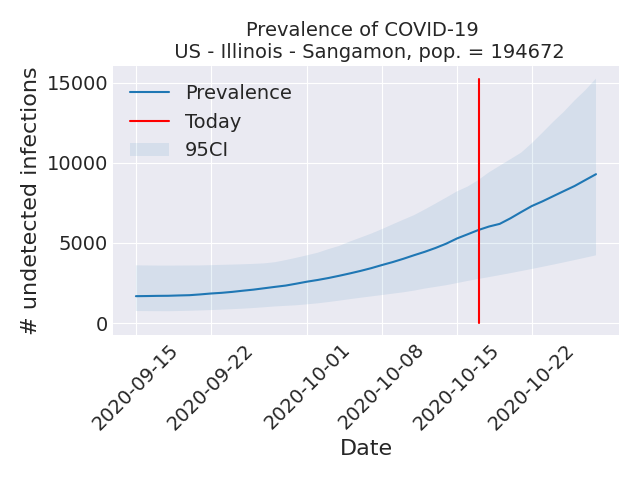 Prevalence of COVID-19
US - Illinois - Sangamon, pop. = 194672
# undetected infections
15000
10000
5000
0
Prevalence
Today
95CI
2020-09-15
2020-09-22
2020-10-01
2020-10-08
2020-10-15
2020-10-22
Date